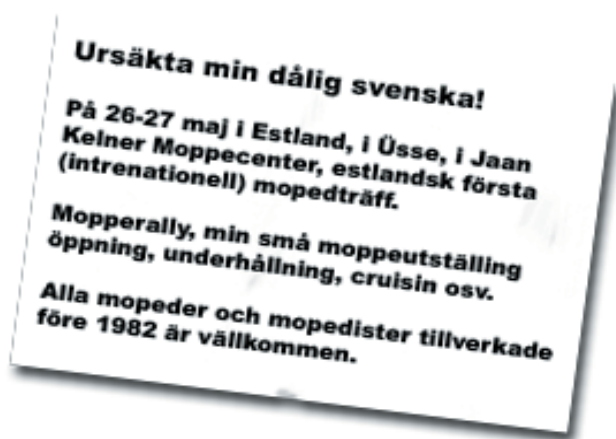 Ursäkta min dålig svenska!
På 26-27 maj i Estland, i Üsse, i Jaan
Kelner Moppecenter, estlandsk första
(intrenationell) mopedträff.
Mopperally, min små moppeutställing
öppning, underhållning, cruisin osv.
Alla mopeder och mopedister tillverkade
före 1982 är vällkommen.